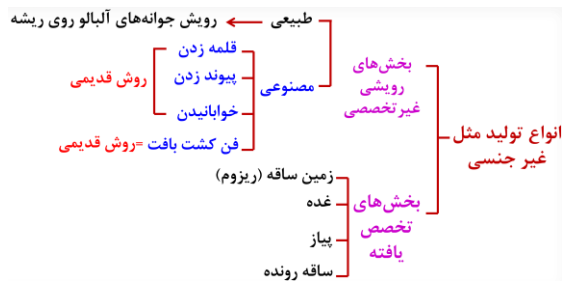 انواع تولید مثل
غیر جنسی
بخش‌های
رویشی
غیرتخصصی
طبیعی
رویش جوانه‌های آلبالو روی ریشه
مصنوعی
قلمه زدن
پیوند زدن
خوابانیدن
روش قدیمی
فن کشت بافت =روش قدیمی
بخش‌های
تخصص
یافته
زمین ساقه (ریزوم)
غده
پیاز
ساقه رونده